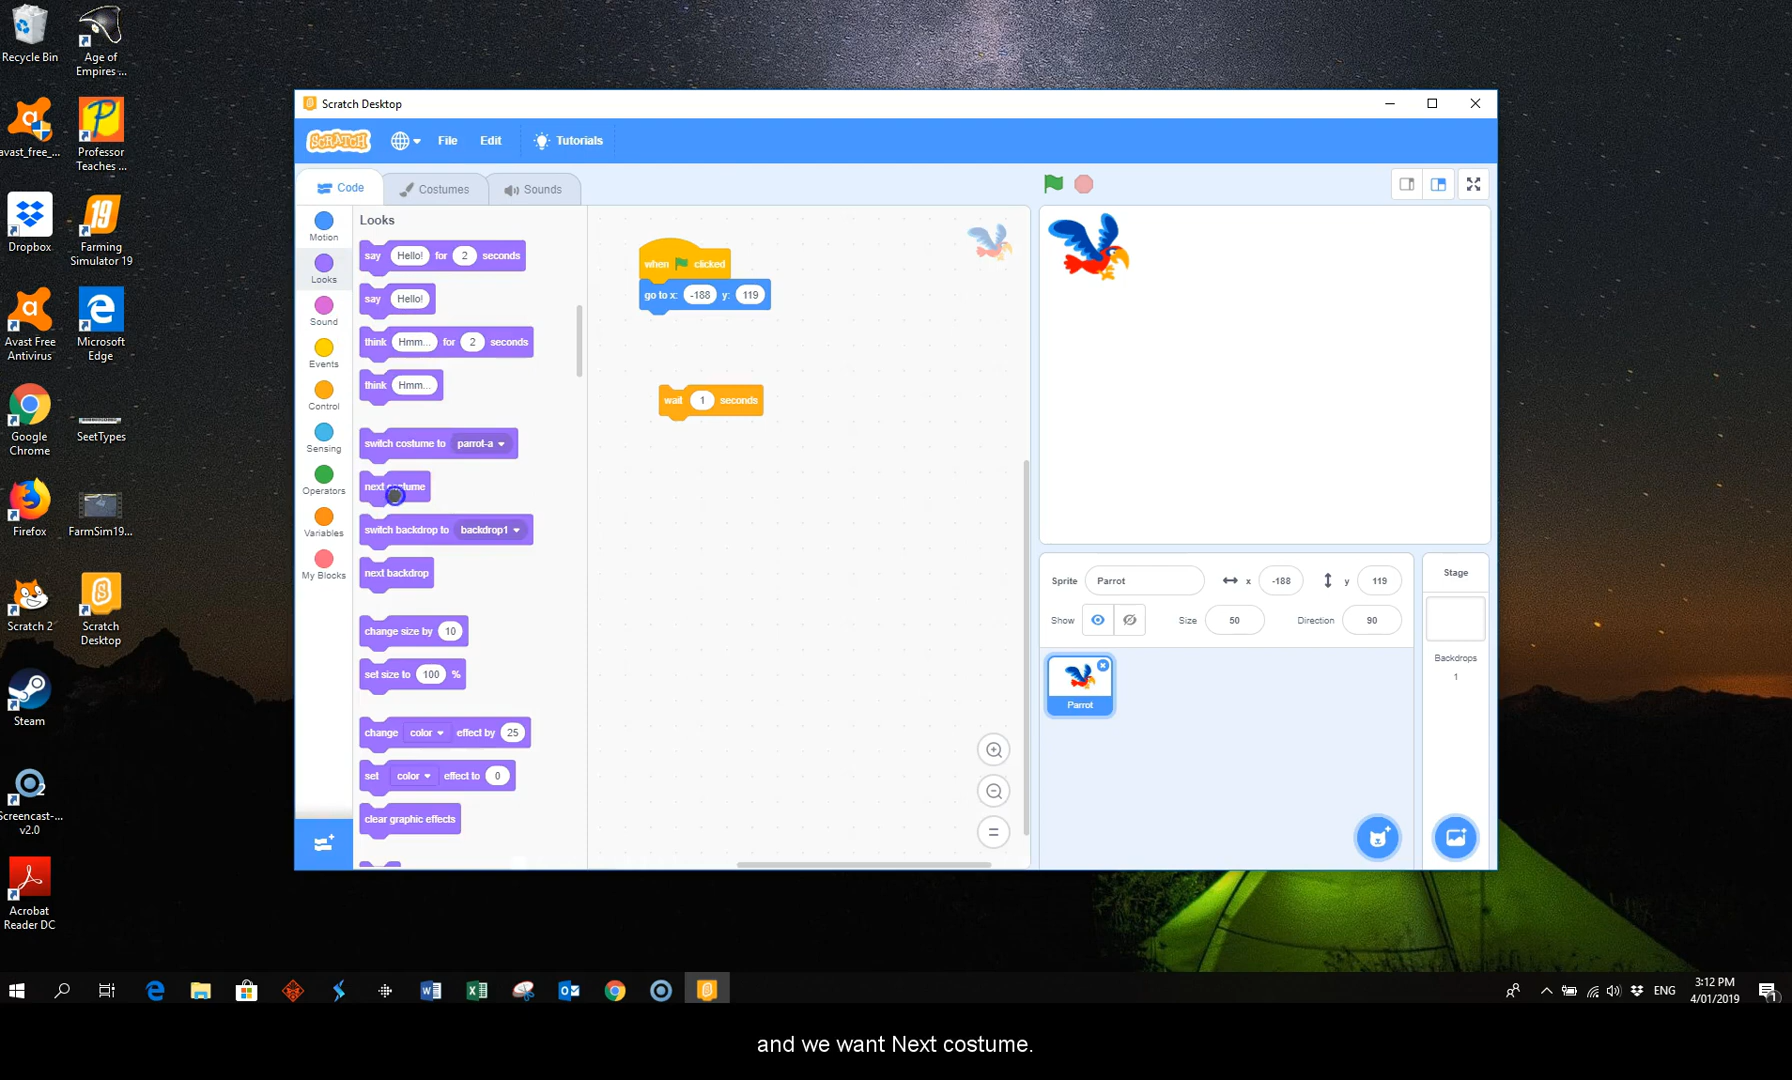 Recycle Bin
Age of
Empires ...
avast_free_...
Professor
Teaches ...
Dropbox
Farming
Simulator 19
Avast Free
Antivirus
Microsoft
Edge
Google
Chrome
SeetTypes
Firefox
FarmSim19...
Scratch 2
Scratch
Desktop
Steam
Screencast-...
v2.0
Acrobat
Reader DC
Scratch Desktop
SCRATCH
File
Edit
Tutorials
Code
Costumes
Sounds
Motion
Looks
Sound
Events
Control
Sensing
Operators
Variables
My Blocks
Looks
say Hello! for 2 seconds
say Hello!
think Hmm... for 2 seconds
think Hmm...
switch costume to parrot-a
next costume
switch backdrop to backdrop1
next backdrop
change size by 10
set size to 100 %
change color effect by 25
set color effect to 0
clear graphic effects
when clicked
go to x: -188 y: 119
wait 1 seconds
Sprite Parrot x -188 y 119
Show Size 50 Direction 90
Parrot
Stage
Backdrops
1
ENG
3:12 PM
4/01/2019
1
and we want Next costume.